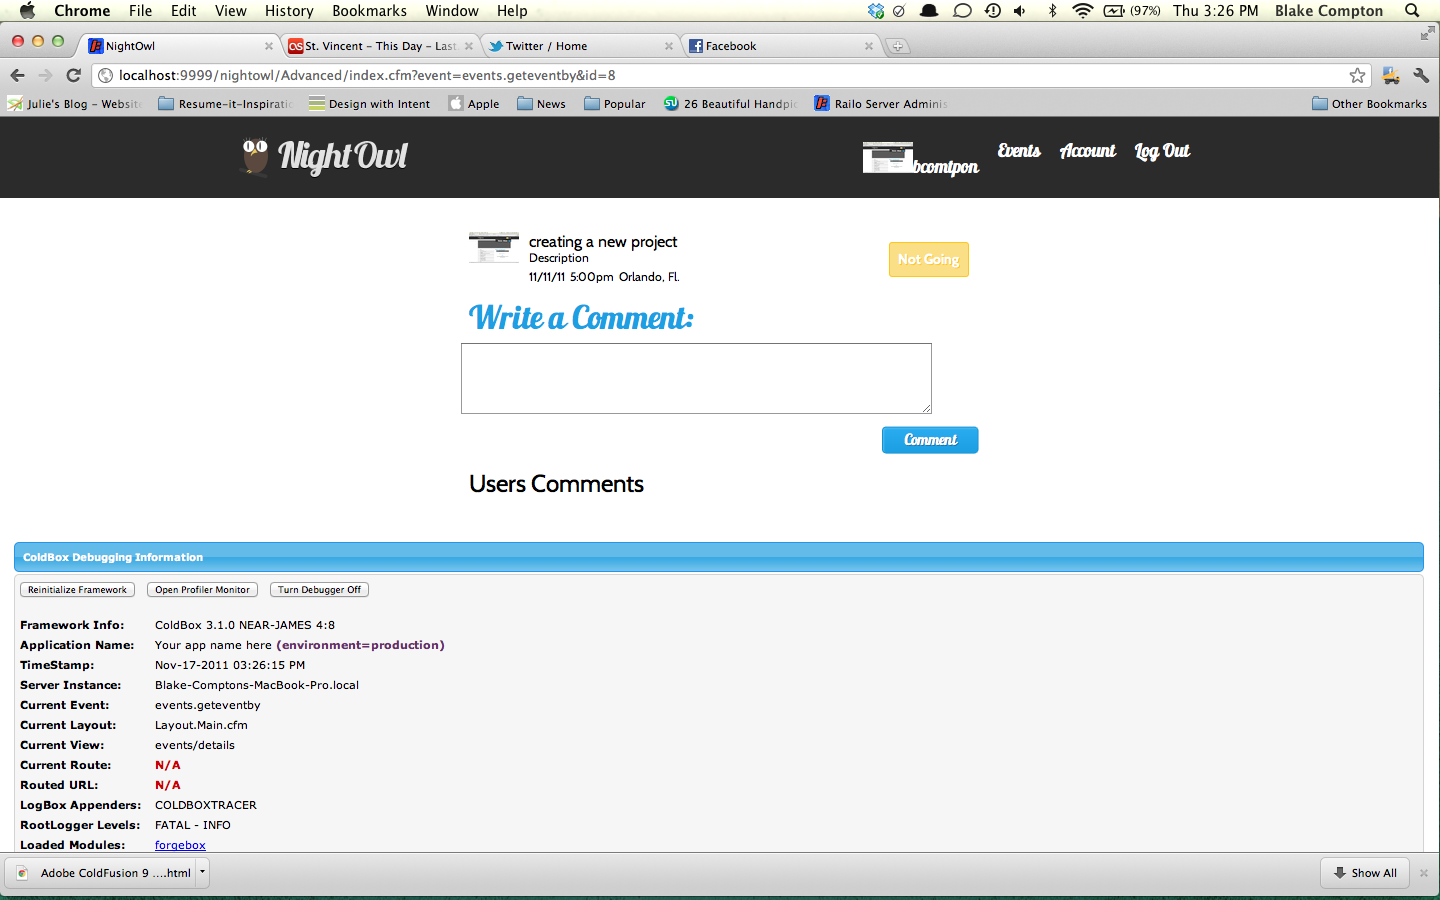 Chrome File Edit View History Bookmarks Window Help (97%) Thu 3:26 PM Blake Compton
NightOwl St. Vincent – This Day – Last. Twitter / Home Facebook
localhost:9999/nightowl/Advanced/index.cfm?event=events.geteventby&id=8
Julie's Blog – Website Resume-it-Inspiratio Design with Intent Apple News Popular 26 Beautiful Handpic Railo Server Adminis Other Bookmarks
NightOwl bcomtpon Events Account Log Out
creating a new project
Description
11/11/11 5:00pm Orlando, Fl.
Not Going
Write a Comment:
Comment
Users Comments
ColdBox Debugging Information
Reinitialize Framework Open Profiler Monitor Turn Debugger Off
Framework Info: ColdBox 3.1.0 NEAR-JAMES 4:8
Application Name: Your app name here (environment=production)
TimeStamp: Nov-17-2011 03:26:15 PM
Server Instance: Blake-Comptons-MacBook-Pro.local
Current Event: events.geteventby
Current Layout: Layout.Main.cfm
Current View: events/details
Current Route: N/A
Routed URL: N/A
LogBox Appenders: COLDBOXTRACER
RootLogger Levels: FATAL - INFO
Loaded Modules: forgebox
Adobe ColdFusion 9 ....html Show All